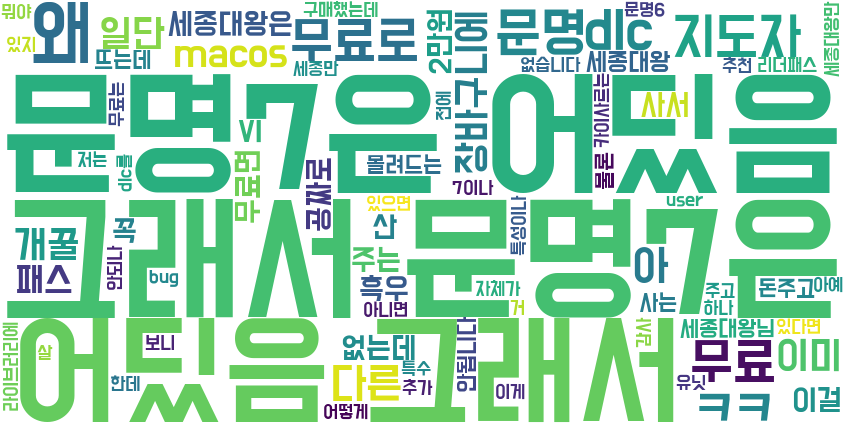 뭐야
있지
왜
일단
뜨는데
세종대왕은
macos
구매했는데
무료로
세종만
2만원
장바구니에
문명dlc
없습니다
문명6
세종대왕
지도자
추천
리더패스
세종대왕만
문명7은 어딨음
무료는
저는
dlc를
VI
무료면
공짜로
몰려드는
전에
7이나
사서
물론
카이사르는
있으면
user
그래서 문명7은
개꿀
패스
안되나
꼭
bug
주는
흑우
산
아니면
자체가
특성이나
거
아
사는
주고
하나
돈주고
아예
어딨음 그래서
라이브러리에
살
보니
한데
없는데
다른
어떻게
특수
추가
안됩니다
이게
감사
세종대왕님
있다면
무료
유닛
이미
ㅋㅋ
이걸